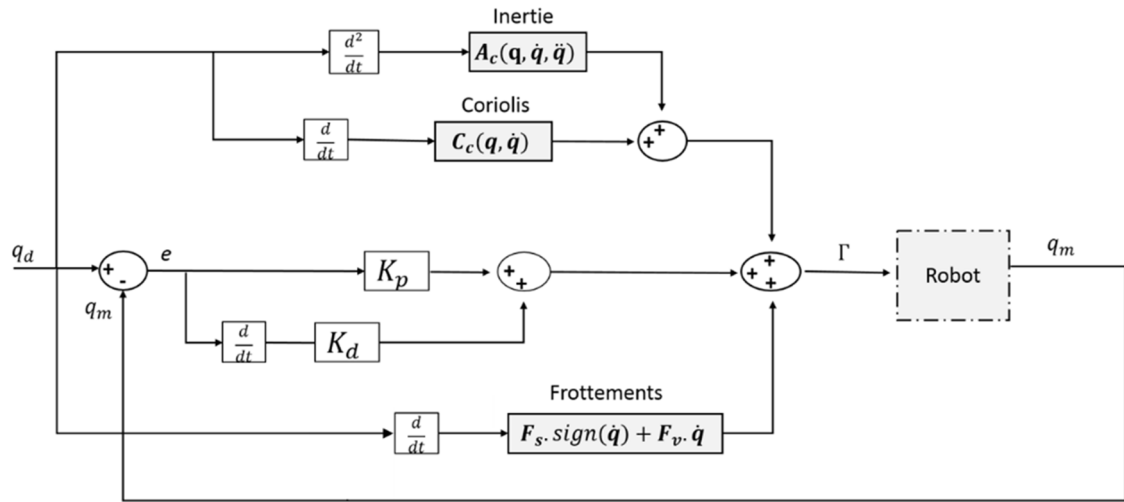 Inertie
d²/dt
A_c(q, q̇, q̈)
Coriolis
d/dt
C_c(q, q̇)
+
+
q_d
+
-
e
K_p
+
+
+
+
+
Γ
Robot
q_m
q_m
d/dt
K_d
Frottements
d/dt
F_s.sign(q̇) + F_v.q̇